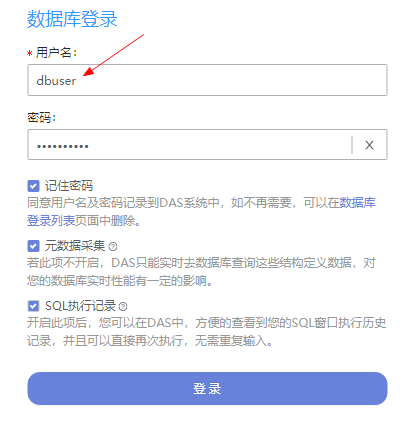 数据库登录
* 用户名：
dbuser
密码：
•••••••••• X
记住密码
同意用户名及密码记录到DAS系统中，如不再需要，可以在数据库
登录列表页面中删除。
元数据采集 ?
若此项不开启，DAS只能实时去数据库查询这些结构定义数据，对
您的数据库实时性能有一定的影响。
SQL执行记录 ?
开启此项后，您可以在DAS中，方便的查看到您的SQL窗口执行历史
记录，并且可以直接再次执行，无需重复输入。
登 录